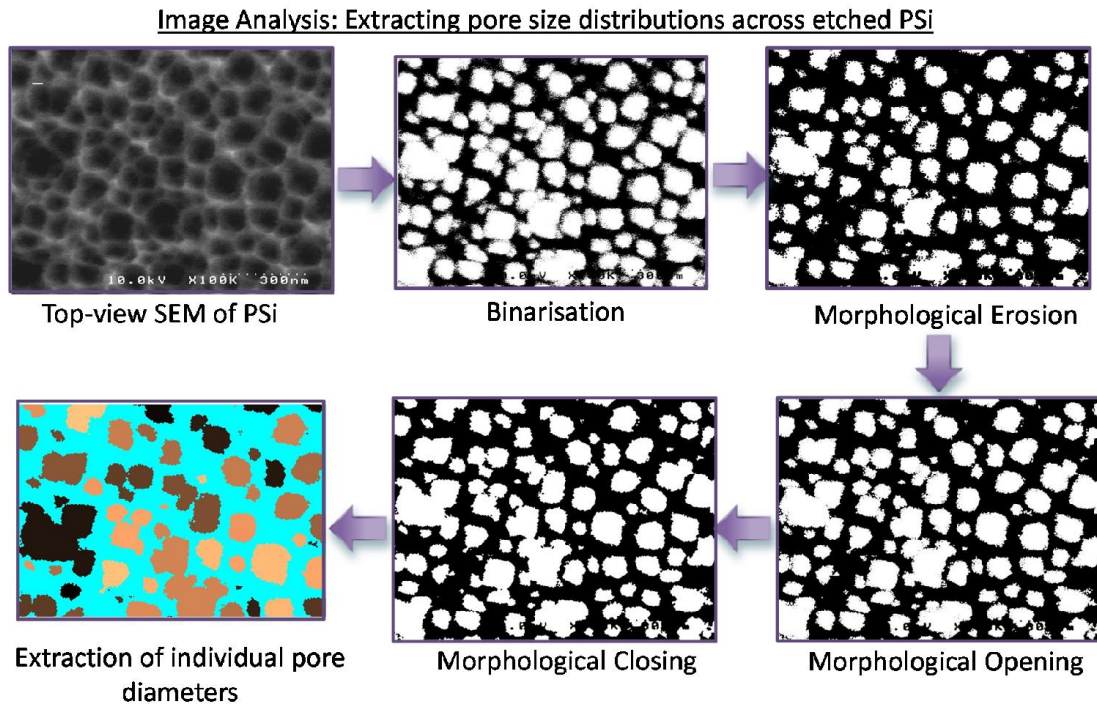 Image Analysis: Extracting pore size distributions across etched PSi
10.0kV X100K 300nm
Top-view SEM of PSi
Binarisation
Morphological Erosion
Extraction of individual pore
diameters
Morphological Closing
Morphological Opening